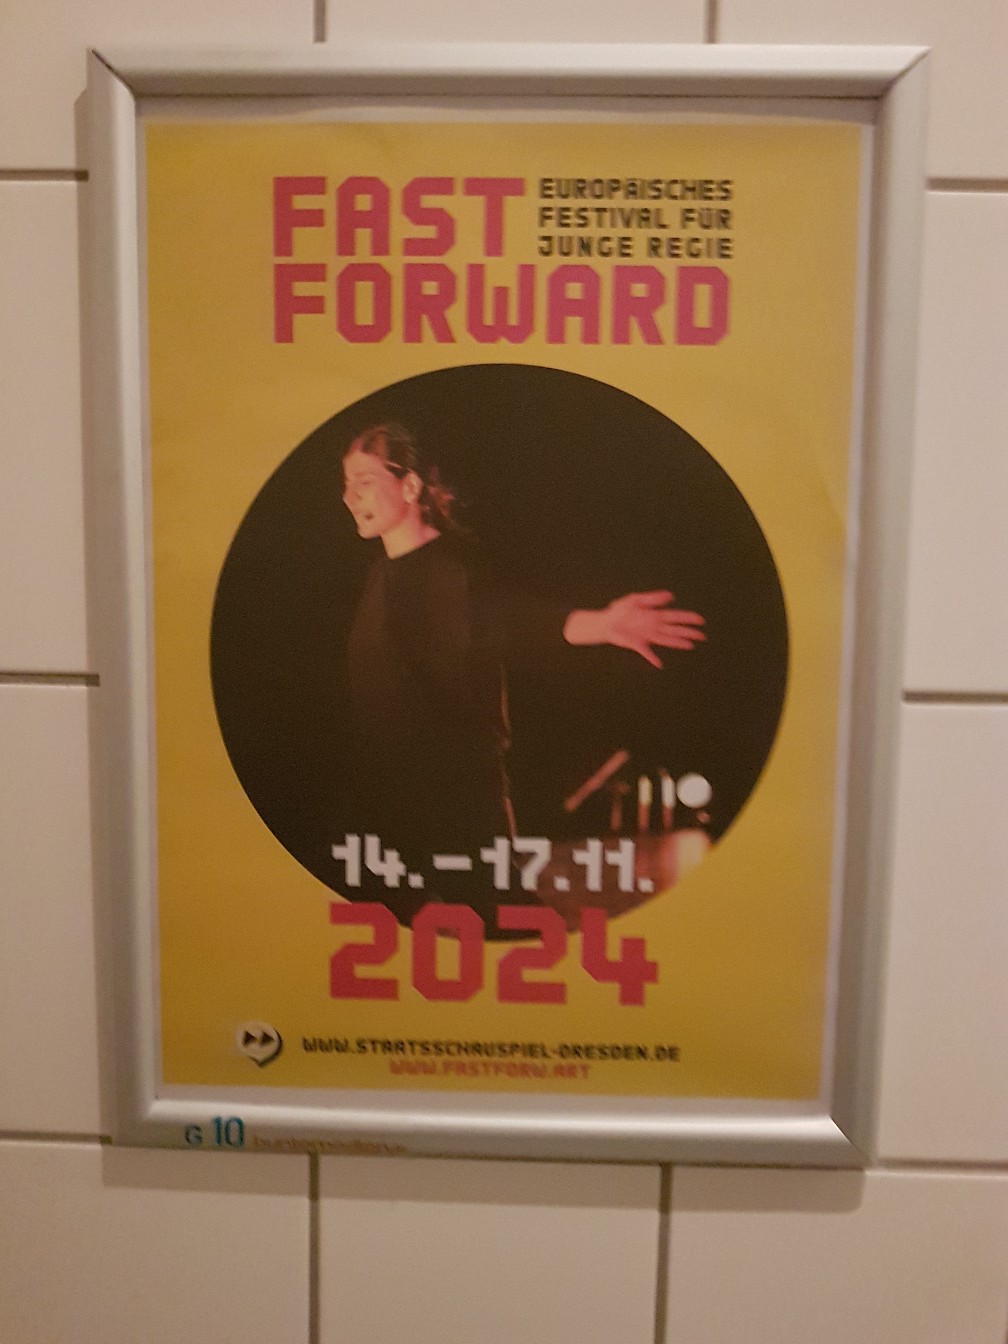 FAST
FORWARD
EUROPÄISCHES
FESTIVAL FÜR
JUNGE REGIE
14.-17.11.
2024
WWW.STAATSSCHAUSPIEL-DRESDEN.DE
WWW.FASTFORW.ART
G 10